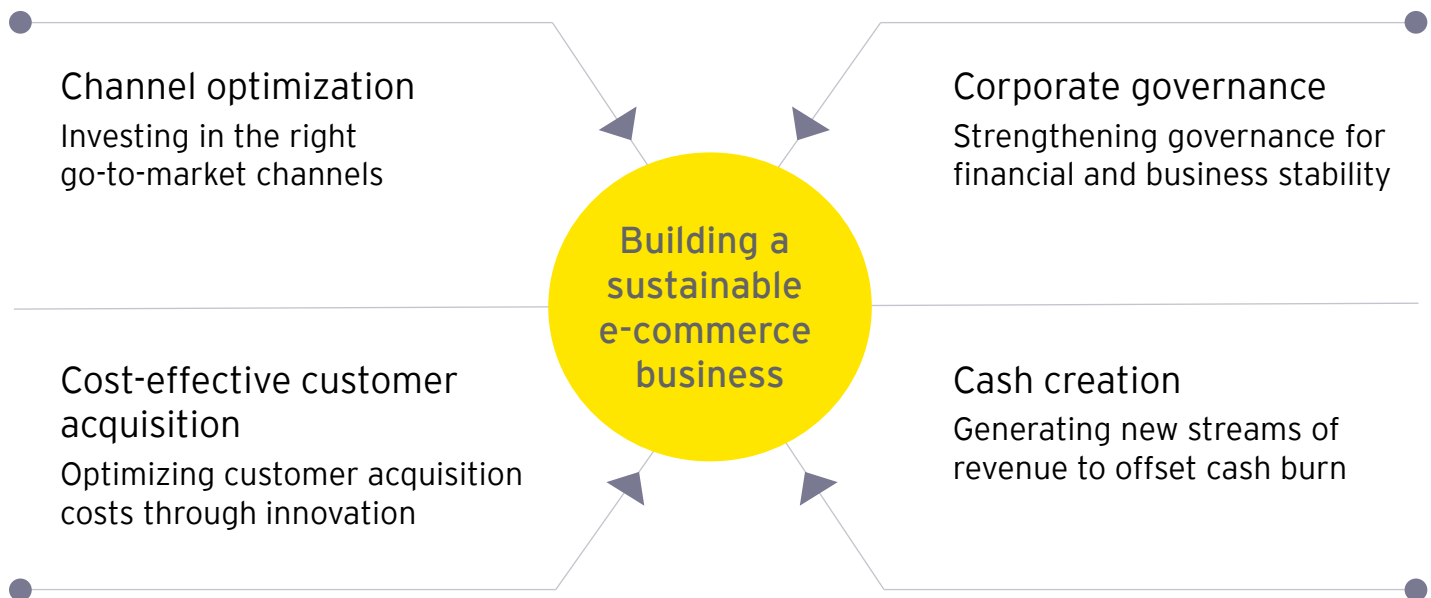 Channel optimization
Investing in the right
go-to-market channels
Corporate governance
Strengthening governance for
financial and business stability
Building a
sustainable
e-commerce
business
Cost-effective customer
acquisition
Optimizing customer acquisition
costs through innovation
Cash creation
Generating new streams of
revenue to offset cash burn